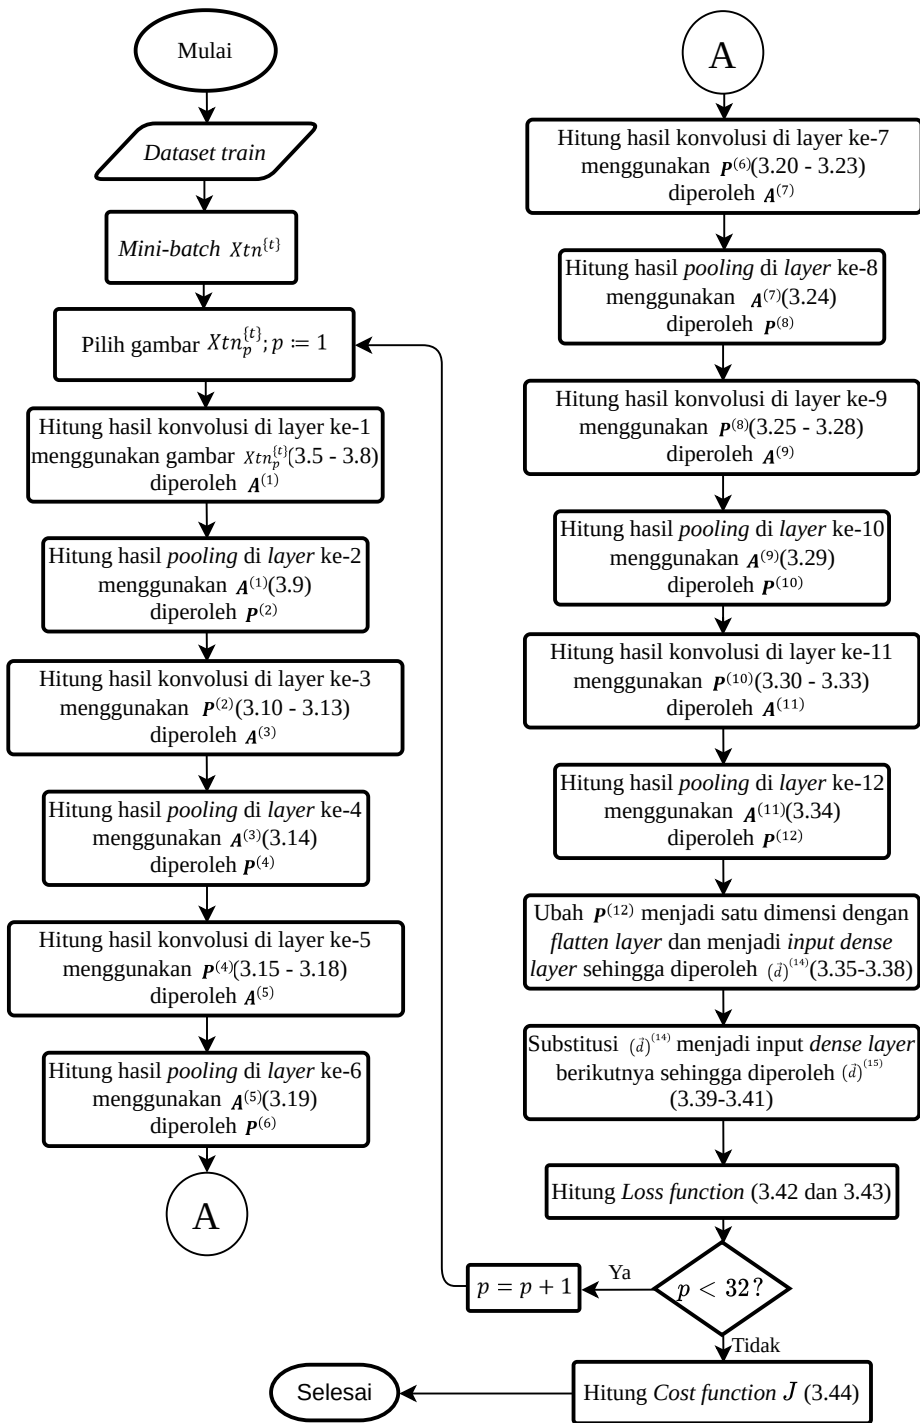 Mulai
Dataset train
Mini-batch Xtn^{t}
Pilih gambar Xtn_p^{t}; p ≔ 1
Hitung hasil konvolusi di layer ke-1
menggunakan gambar Xtn_p^{t}(3.5 - 3.8)
diperoleh A^(1)
Hitung hasil pooling di layer ke-2
menggunakan A^(1)(3.9)
diperoleh P^(2)
Hitung hasil konvolusi di layer ke-3
menggunakan P^(2)(3.10 - 3.13)
diperoleh A^(3)
Hitung hasil pooling di layer ke-4
menggunakan A^(3)(3.14)
diperoleh P^(4)
Hitung hasil konvolusi di layer ke-5
menggunakan P^(4)(3.15 - 3.18)
diperoleh A^(5)
Hitung hasil pooling di layer ke-6
menggunakan A^(5)(3.19)
diperoleh P^(6)
A
A
Hitung hasil konvolusi di layer ke-7
menggunakan P^(6)(3.20 - 3.23)
diperoleh A^(7)
Hitung hasil pooling di layer ke-8
menggunakan A^(7)(3.24)
diperoleh P^(8)
Hitung hasil konvolusi di layer ke-9
menggunakan P^(8)(3.25 - 3.28)
diperoleh A^(9)
Hitung hasil pooling di layer ke-10
menggunakan A^(9)(3.29)
diperoleh P^(10)
Hitung hasil konvolusi di layer ke-11
menggunakan P^(10)(3.30 - 3.33)
diperoleh A^(11)
Hitung hasil pooling di layer ke-12
menggunakan A^(11)(3.34)
diperoleh P^(12)
Ubah P^(12) menjadi satu dimensi dengan
flatten layer dan menjadi input dense
layer sehingga diperoleh (d⃗)^(14)(3.35-3.38)
Substitusi (d⃗)^(14) menjadi input dense layer
berikutnya sehingga diperoleh (d⃗)^(15)
(3.39-3.41)
Hitung Loss function (3.42 dan 3.43)
p < 32?
Ya
p = p + 1
Tidak
Hitung Cost function J (3.44)
Selesai